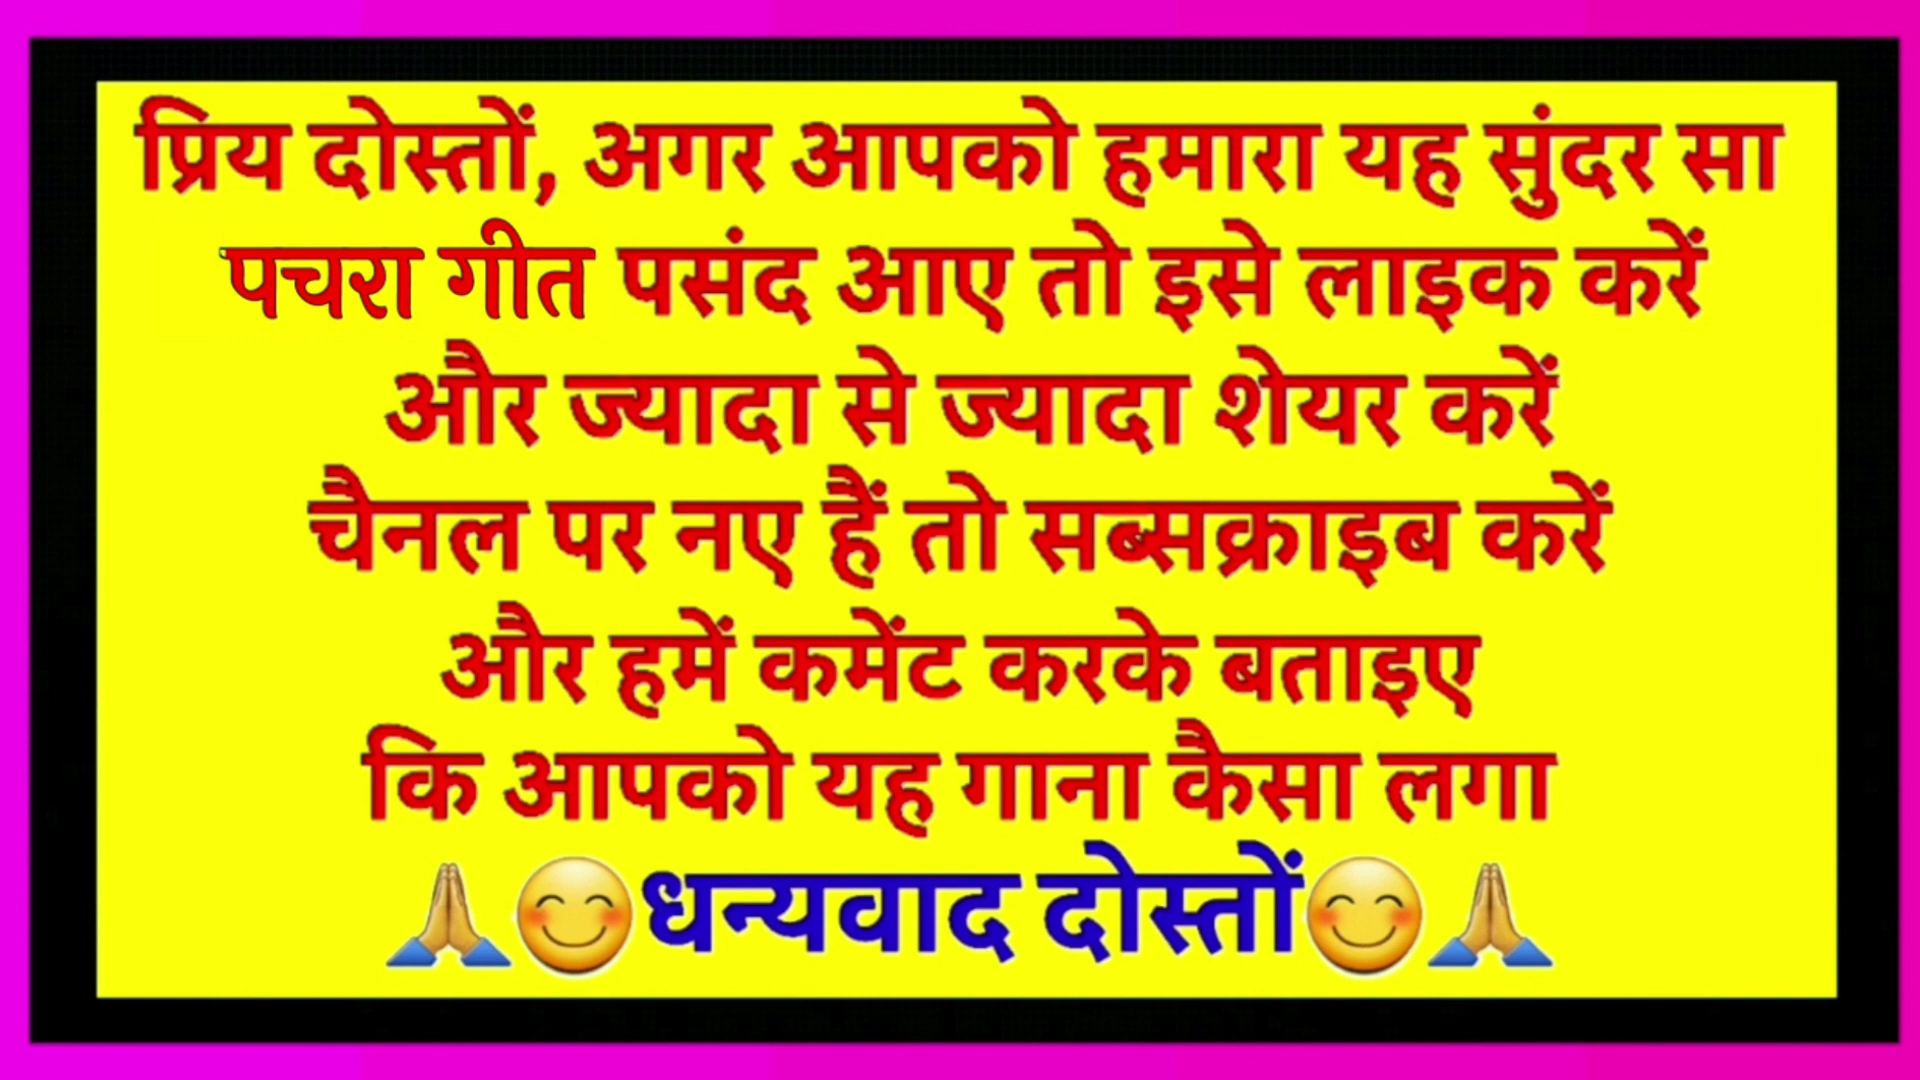 प्रिय दोस्तों, अगर आपको हमारा यह सुंदर सा
पचरा गीत पसंद आए तो इसे लाइक करें
और ज्यादा से ज्यादा शेयर करें
चैनल पर नए हैं तो सब्सक्राइब करें
और हमें कमेंट करके बताइए
कि आपको यह गाना कैसा लगा
🙏😊धन्यवाद दोस्तों😊🙏